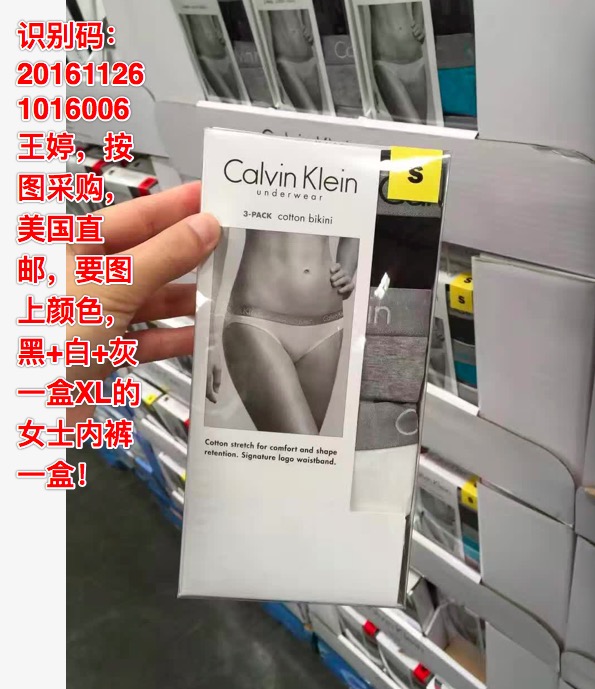 识别码：
20161126
1016006
王婷，按
图采购，
美国直
邮，要图
上颜色，
黑+白+灰
一盒XL的
女士内裤
一盒！
Calvin Klein
underwear
3-PACK cotton bikini
S
in
Cotton stretch for comfort and shape
retention. Signature logo waistband.
S
S